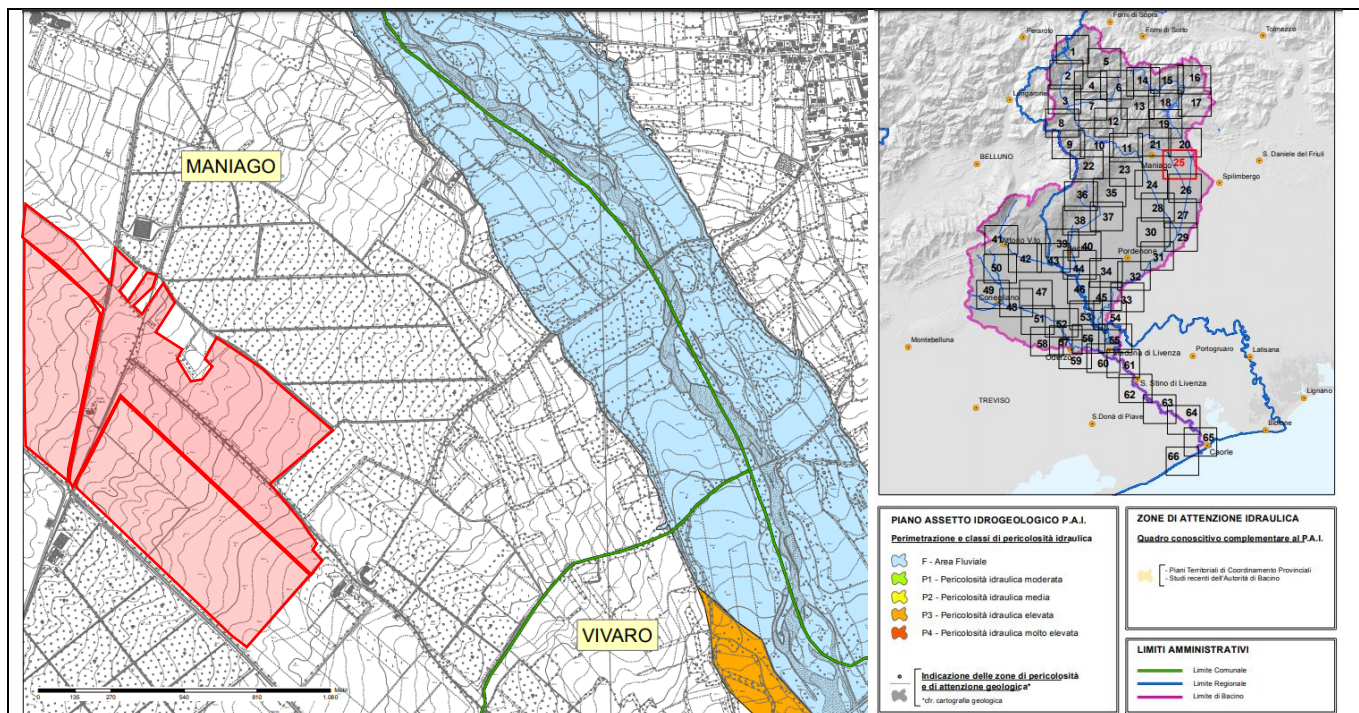 MANIAGO
VIVARO
Metri
0 135 270 540 810 1.080
Forni di Sopra
Perarolo
Forni di Sotto
Tolmezzo
1
5
2
4
6
14
15
16
Longarone
3
7
13
18
17
8
12
19
9
10
11
21
20
BELLUNO
Maniago
25
S. Daniele del Friuli
22
23
Spilimbergo
24
26
36
35
38
37
28
27
30
29
41
Vittorio V.to
39
40
Pordenone
31
42
43
44
34
32
50
49
Conegliano
47
46
45
33
48
51
53
54
52
Montebelluna
58
57
56
55
Portogruaro
Latisana
Oderzo
59
60
Motta di Livenza
61
S. Stino di Livenza
62
Lignano
TREVISO
63
64
S.Donà di Piave
Bibione
65
Caorle
66
PIANO ASSETTO IDROGEOLOGICO P.A.I.
Perimetrazione e classi di pericolosità idraulica
F - Area Fluviale
P1 - Pericolosità idraulica moderata
P2 - Pericolosità idraulica media
P3 - Pericolosità idraulica elevata
P4 - Pericolosità idraulica molto elevata
Indicazione delle zone di pericolosità
e di attenzione geologica*
*cfr. cartografia geologica
ZONE DI ATTENZIONE IDRAULICA
Quadro conoscitivo complementare al P.A.I.
- Piani Territoriali di Coordinamento Provinciali
- Studi recenti dell'Autorità di Bacino
LIMITI AMMINISTRATIVI
Limite Comunale
Limite Regionale
Limite di Bacino